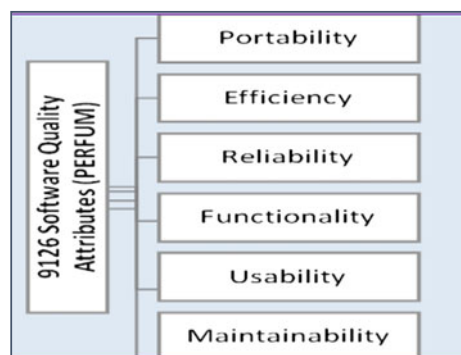 9126 Software Quality
Attributes (PERFUM)
Portability
Efficiency
Reliability
Functionality
Usability
Maintainability